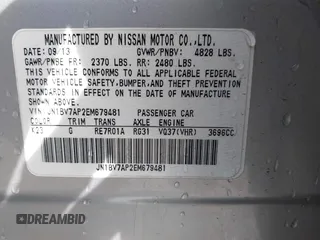 MANUFACTURED BY NISSAN MOTOR CO.,LTD.
DATE: 09/13 GVWR/PNBV: 4828 LBS.
GAWR/PNBE FR: 2370 LBS. RR: 2480 LBS.
THIS VEHICLE CONFORMS TO ALL APPLICABLE
FEDERAL MOTOR VEHICLE SAFETY, BUMPER, AND THEFT PREVENTION
STANDARDS IN EFFECT ON THE
DATE OF MANUFACTURE SHOWN ABOVE.
VIN: JN1BV7AP2EM679481 PASSENGER CAR
COLOR TRIM TRANS AXLE ENGINE
K23 G RE7R01A RG31 VQ37(VHR) 3696CC
JN1BV7AP2EM679481
DREAMBID